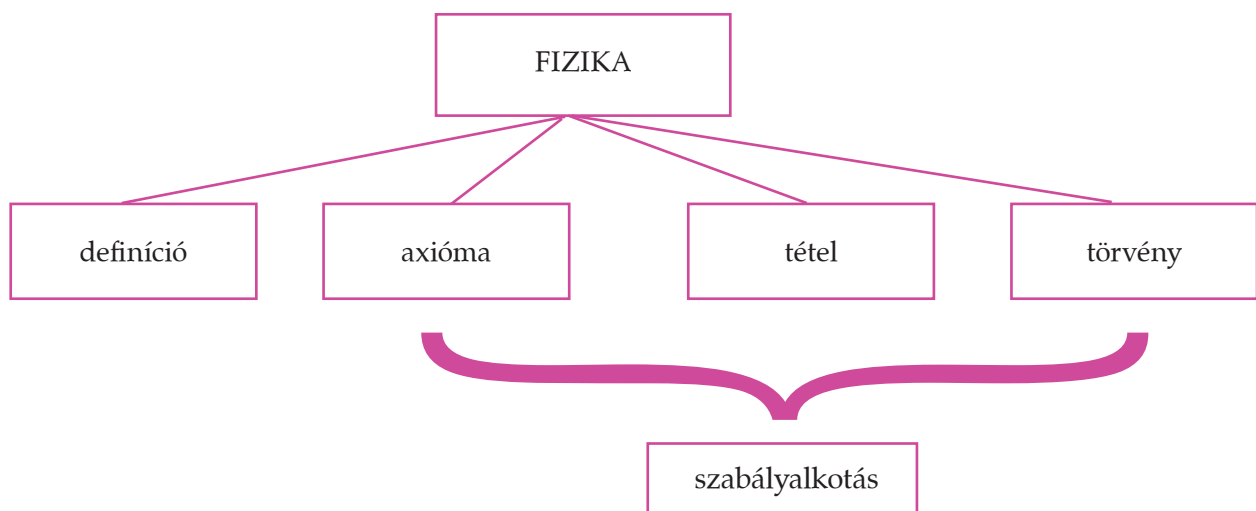 FIZIKA
definíció
axióma
tétel
törvény
szabályalkotás